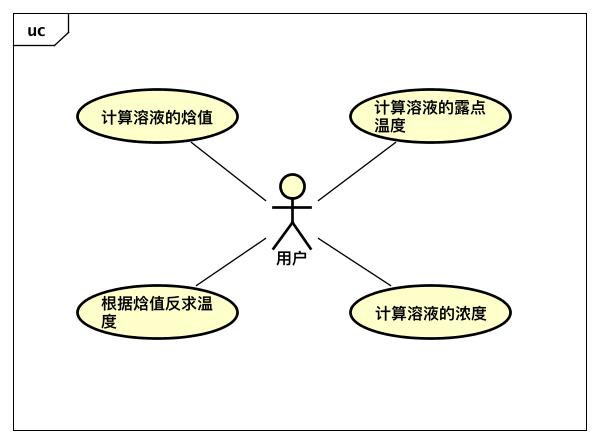 uc
计算溶液的焓值
计算溶液的露点
温度
用户
根据焓值反求温
度
计算溶液的浓度